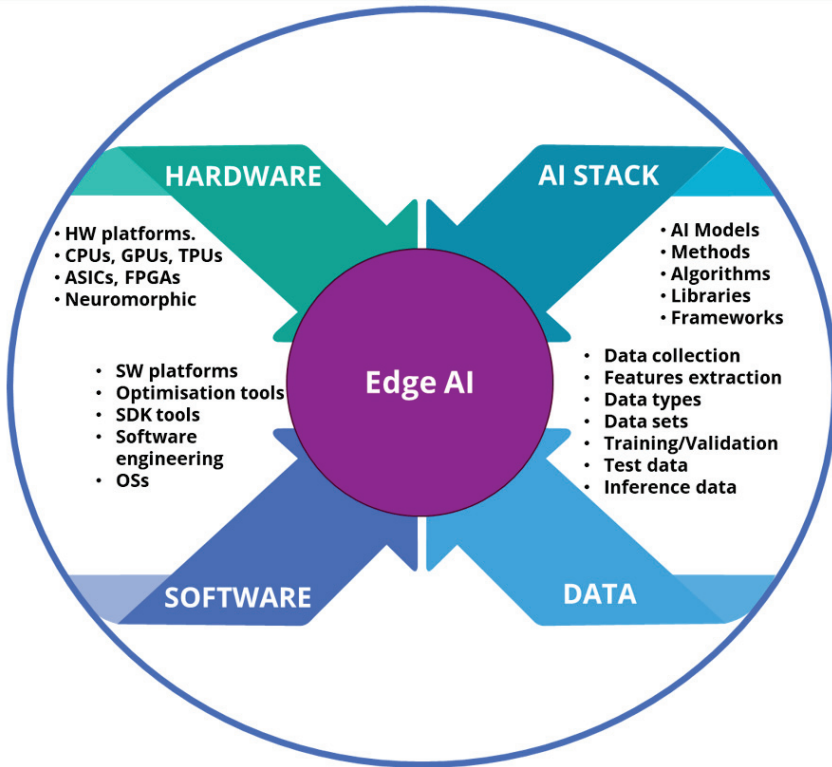 HARDWARE
• HW platforms.
• CPUs, GPUs, TPUs
• ASICs, FPGAs
• Neuromorphic
AI STACK
• AI Models
• Methods
• Algorithms
• Libraries
• Frameworks
Edge AI
• SW platforms
• Optimisation tools
• SDK tools
• Software
engineering
• OSs
SOFTWARE
• Data collection
• Features extraction
• Data types
• Data sets
• Training/Validation
• Test data
• Inference data
DATA